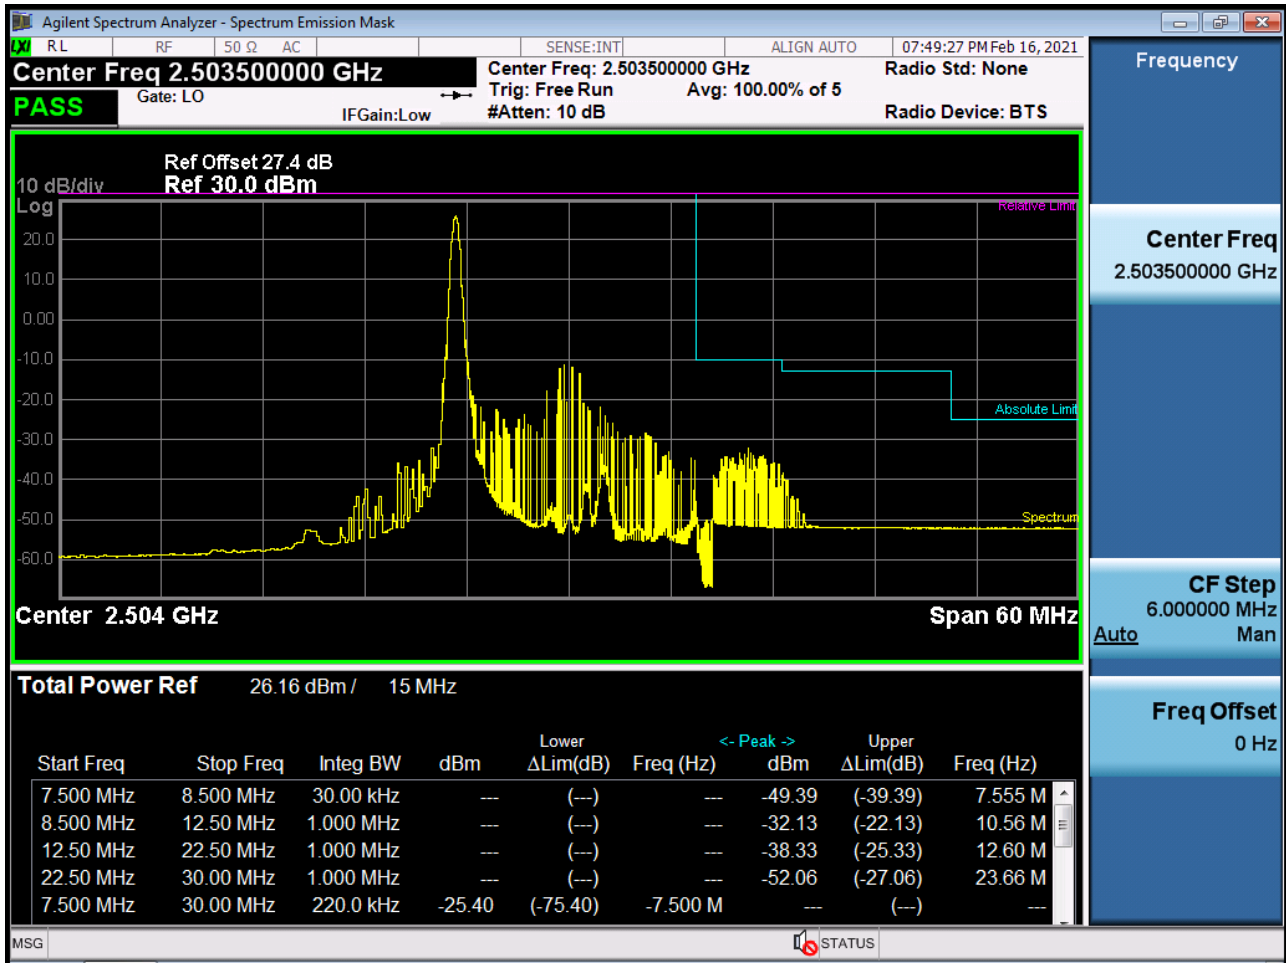 Agilent Spectrum Analyzer - Spectrum Emission Mask
LXI RL RF 50 Ω AC SENSE:INT ALIGN AUTO 07:49:27 PM Feb 16, 2021
Center Freq 2.503500000 GHz Center Freq: 2.503500000 GHz Radio Std: None
Trig: Free Run Avg: 100.00% of 5
PASS Gate: LO IFGain:Low #Atten: 10 dB Radio Device: BTS
Ref Offset 27.4 dB
10 dB/div Ref 30.0 dBm
Log
Relative Limit
20.0
10.0
0.00
-10.0
-20.0
Absolute Limit
-30.0
-40.0
-50.0
Spectrum
-60.0
Center 2.504 GHz Span 60 MHz
Total Power Ref 26.16 dBm / 15 MHz
Lower <- Peak -> Upper
Start Freq Stop Freq Integ BW dBm ΔLim(dB) Freq (Hz) dBm ΔLim(dB) Freq (Hz)
7.500 MHz 8.500 MHz 30.00 kHz --- (---) --- -49.39 (-39.39) 7.555 M
8.500 MHz 12.50 MHz 1.000 MHz --- (---) --- -32.13 (-22.13) 10.56 M
12.50 MHz 22.50 MHz 1.000 MHz --- (---) --- -38.33 (-25.33) 12.60 M
22.50 MHz 30.00 MHz 1.000 MHz --- (---) --- -52.06 (-27.06) 23.66 M
7.500 MHz 30.00 MHz 220.0 kHz -25.40 (-75.40) -7.500 M --- (---) ---
MSG STATUS
Frequency
Center Freq
2.503500000 GHz
CF Step
6.000000 MHz
Auto Man
Freq Offset
0 Hz